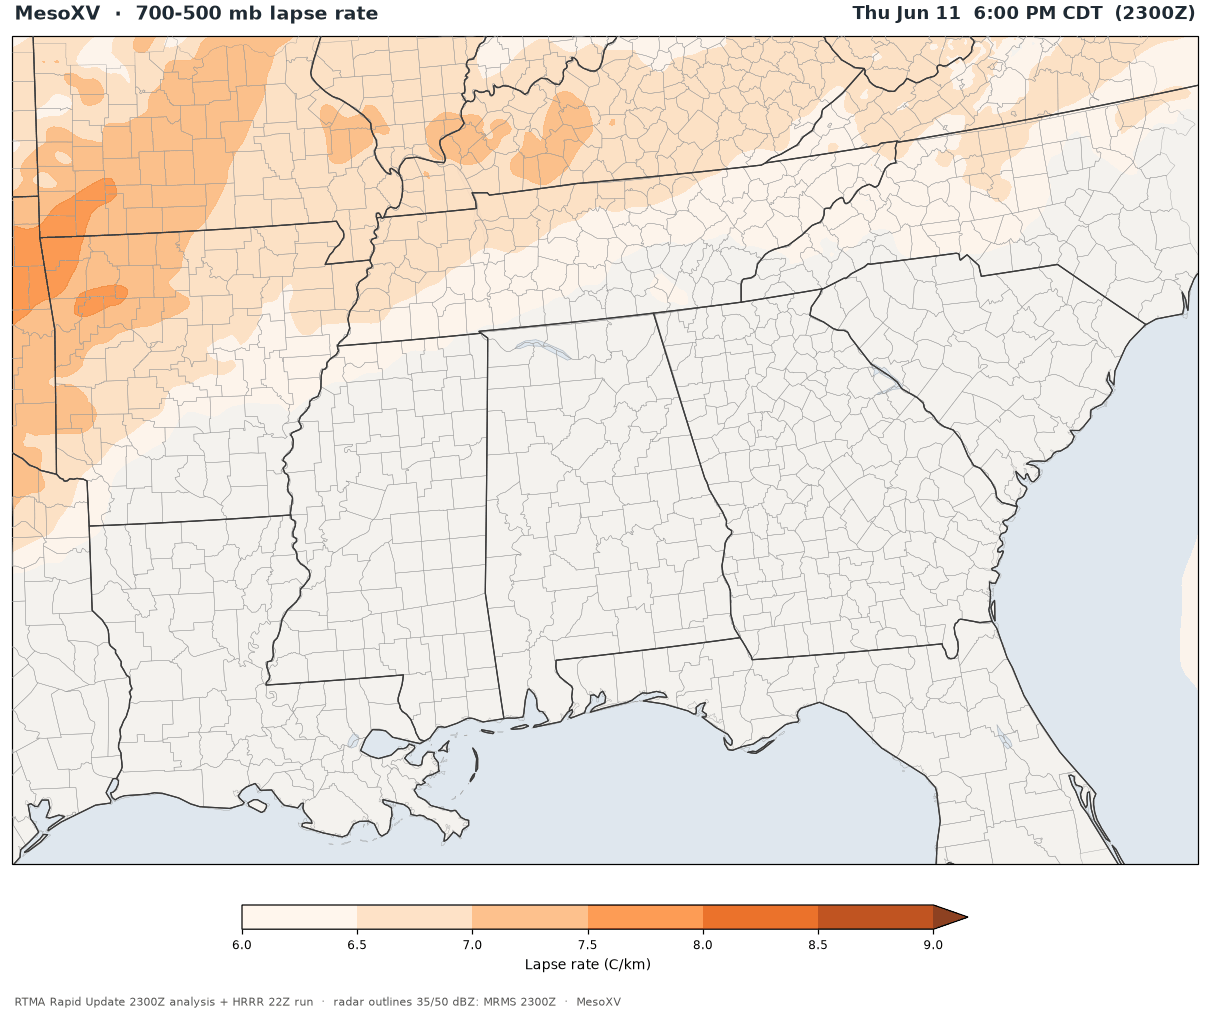 MesoXV · 700-500 mb lapse rate
Thu Jun 11 6:00 PM CDT (2300Z)
6.0 6.5 7.0 7.5 8.0 8.5 9.0
Lapse rate (C/km)
RTMA Rapid Update 2300Z analysis + HRRR 22Z run · radar outlines 35/50 dBZ: MRMS 2300Z · MesoXV